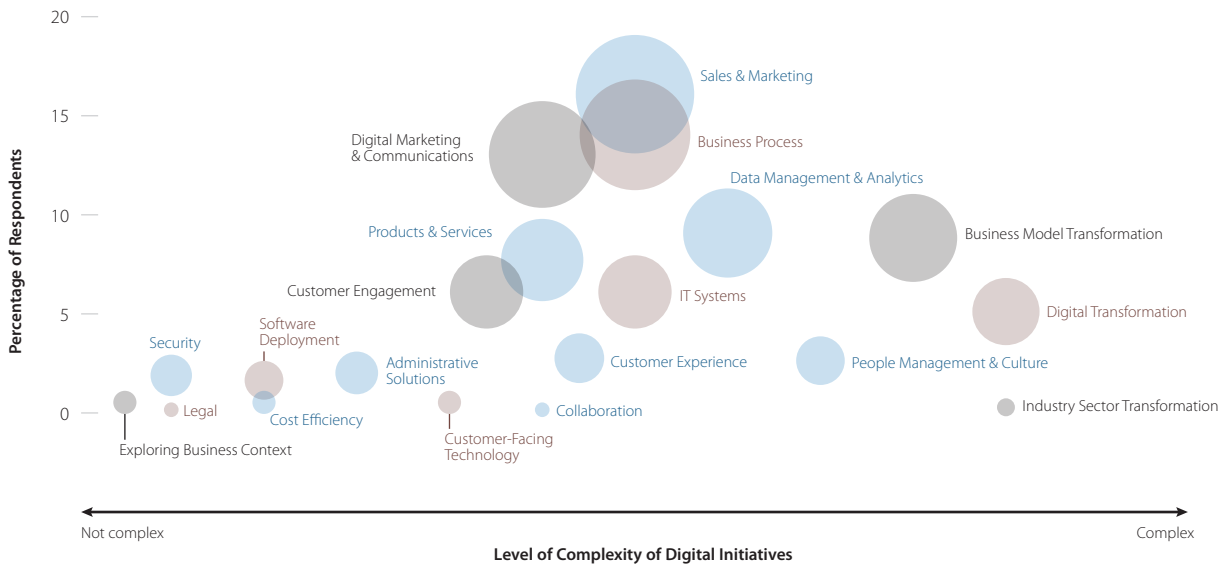 20
Sales & Marketing
15
Digital Marketing
& Communications
Business Process
Data Management & Analytics
10
Products & Services
Business Model Transformation
Customer Engagement
IT Systems
5
Digital Transformation
Software
Deployment
Security
Administrative
Solutions
Customer Experience
People Management & Culture
0
Legal
Cost Efficiency
Collaboration
Industry Sector Transformation
Customer-Facing
Technology
Exploring Business Context
Percentage of Respondents
Not complex
Complex
Level of Complexity of Digital Initiatives